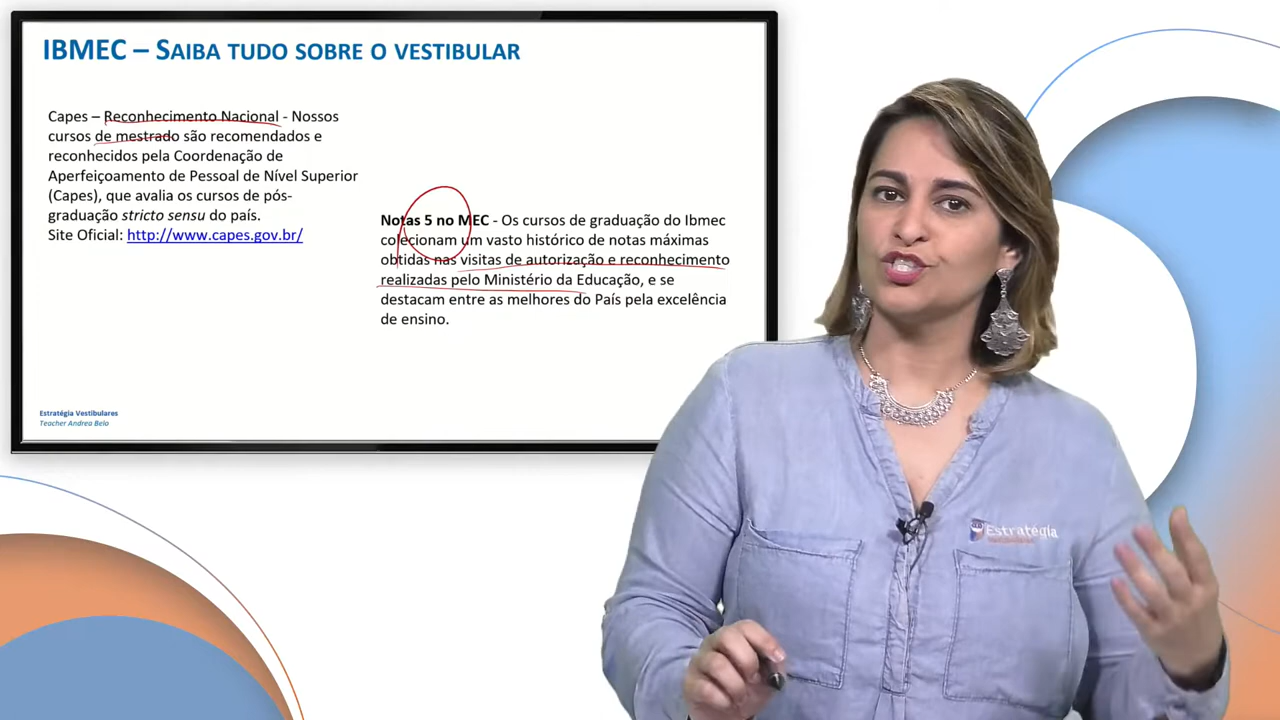 IBMEC – SAIBA TUDO SOBRE O VESTIBULAR
Capes – Reconhecimento Nacional - Nossos
cursos de mestrado são recomendados e
reconhecidos pela Coordenação de
Aperfeiçoamento de Pessoal de Nível Superior
(Capes), que avalia os cursos de pós-
graduação stricto sensu do país.
Site Oficial: http://www.capes.gov.br/
Notas 5 no MEC - Os cursos de graduação do Ibmec
colecionam um vasto histórico de notas máximas
obtidas nas visitas de autorização e reconhecimento
realizadas pelo Ministério da Educação, e se
destacam entre as melhores do País pela excelência
de ensino.
Estratégia Vestibulares
Teacher Andrea Belo
Estratégia